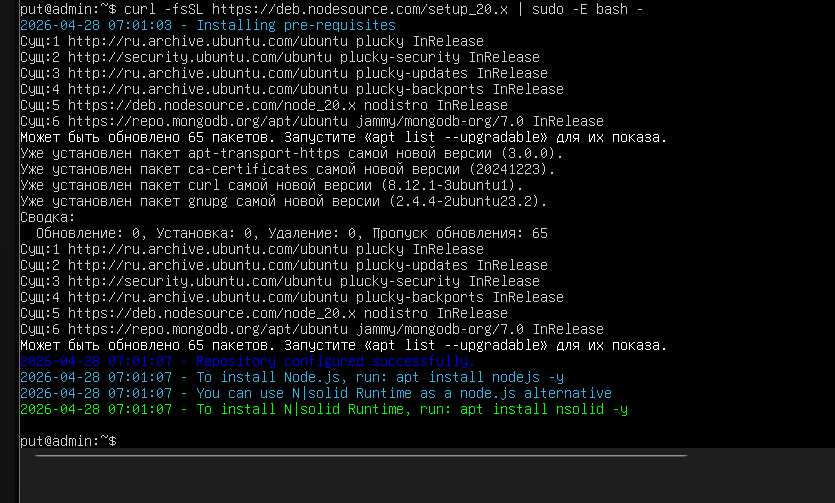 put@admin:~$ curl -fsSL https://deb.nodesource.com/setup_20.x | sudo -E bash -
2026-04-28 07:01:03 - Installing pre-requisites
Сущ:1 http://ru.archive.ubuntu.com/ubuntu plucky InRelease
Сущ:2 http://security.ubuntu.com/ubuntu plucky-security InRelease
Сущ:3 http://ru.archive.ubuntu.com/ubuntu plucky-updates InRelease
Сущ:4 http://ru.archive.ubuntu.com/ubuntu plucky-backports InRelease
Сущ:5 https://deb.nodesource.com/node_20.x nodistro InRelease
Сущ:6 https://repo.mongodb.org/apt/ubuntu jammy/mongodb-org/7.0 InRelease
Может быть обновлено 65 пакетов. Запустите «apt list --upgradable» для их показа.
Уже установлен пакет apt-transport-https самой новой версии (3.0.0).
Уже установлен пакет ca-certificates самой новой версии (20241223).
Уже установлен пакет curl самой новой версии (8.12.1-3ubuntu1).
Уже установлен пакет gnupg самой новой версии (2.4.4-2ubuntu23.2).
Сводка:
  Обновление: 0, Установка: 0, Удаление: 0, Пропуск обновления: 65
Сущ:1 http://ru.archive.ubuntu.com/ubuntu plucky InRelease
Сущ:2 http://ru.archive.ubuntu.com/ubuntu plucky-updates InRelease
Сущ:3 http://security.ubuntu.com/ubuntu plucky-security InRelease
Сущ:4 http://ru.archive.ubuntu.com/ubuntu plucky-backports InRelease
Сущ:5 https://deb.nodesource.com/node_20.x nodistro InRelease
Сущ:6 https://repo.mongodb.org/apt/ubuntu jammy/mongodb-org/7.0 InRelease
Может быть обновлено 65 пакетов. Запустите «apt list --upgradable» для их показа.
2026-04-28 07:01:07 - Repository configured successfully.
2026-04-28 07:01:07 - To install Node.js, run: apt install nodejs -y
2026-04-28 07:01:07 - You can use N|solid Runtime as a node.js alternative
2026-04-28 07:01:07 - To install N|solid Runtime, run: apt install nsolid -y
put@admin:~$